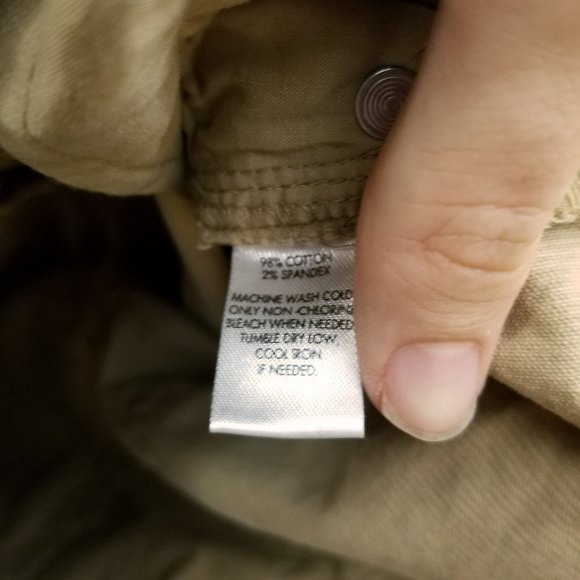 98% COTTON
2% SPANDEX
MACHINE WASH COLD
ONLY NON-CHLORINE
BLEACH WHEN NEEDED.
TUMBLE DRY LOW,
COOL IRON
IF NEEDED.